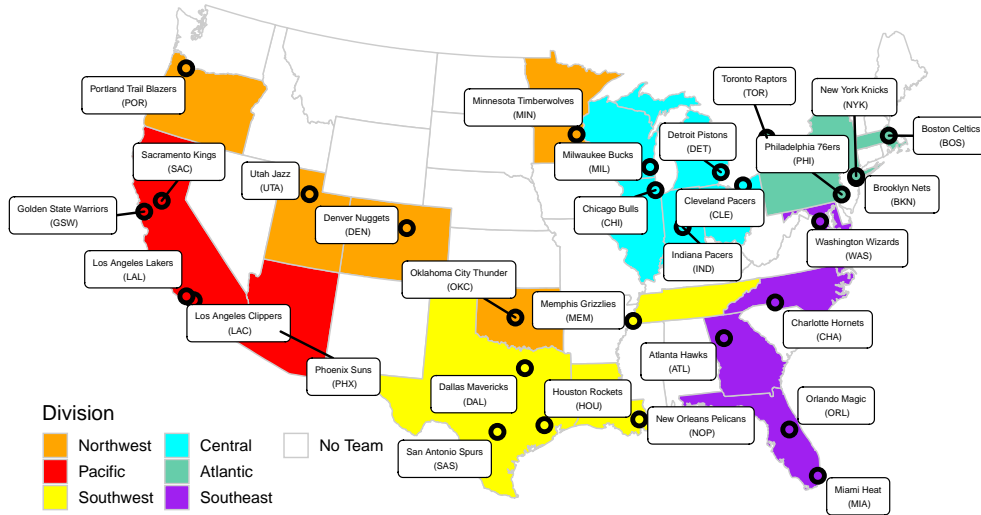 Toronto Raptors
(TOR)
New York Knicks
(NYK)
Portland Trail Blazers
(POR)
Minnesota Timberwolves
(MIN)
Detroit Pistons
(DET)
Philadelphia 76ers
(PHI)
Boston Celtics
(BOS)
Sacramento Kings
(SAC)
Utah Jazz
(UTA)
Milwaukee Bucks
(MIL)
Brooklyn Nets
(BKN)
Golden State Warriors
(GSW)
Denver Nuggets
(DEN)
Chicago Bulls
(CHI)
Cleveland Pacers
(CLE)
Indiana Pacers
(IND)
Washington Wizards
(WAS)
Los Angeles Lakers
(LAL)
Oklahoma City Thunder
(OKC)
Memphis Grizzlies
(MEM)
Los Angeles Clippers
(LAC)
Charlotte Hornets
(CHA)
Atlanta Hawks
(ATL)
Phoenix Suns
(PHX)
Dallas Mavericks
(DAL)
Houston Rockets
(HOU)
Orlando Magic
(ORL)
New Orleans Pelicans
(NOP)
San Antonio Spurs
(SAS)
Miami Heat
(MIA)
Division
Northwest
Central
No Team
Pacific
Atlantic
Southwest
Southeast